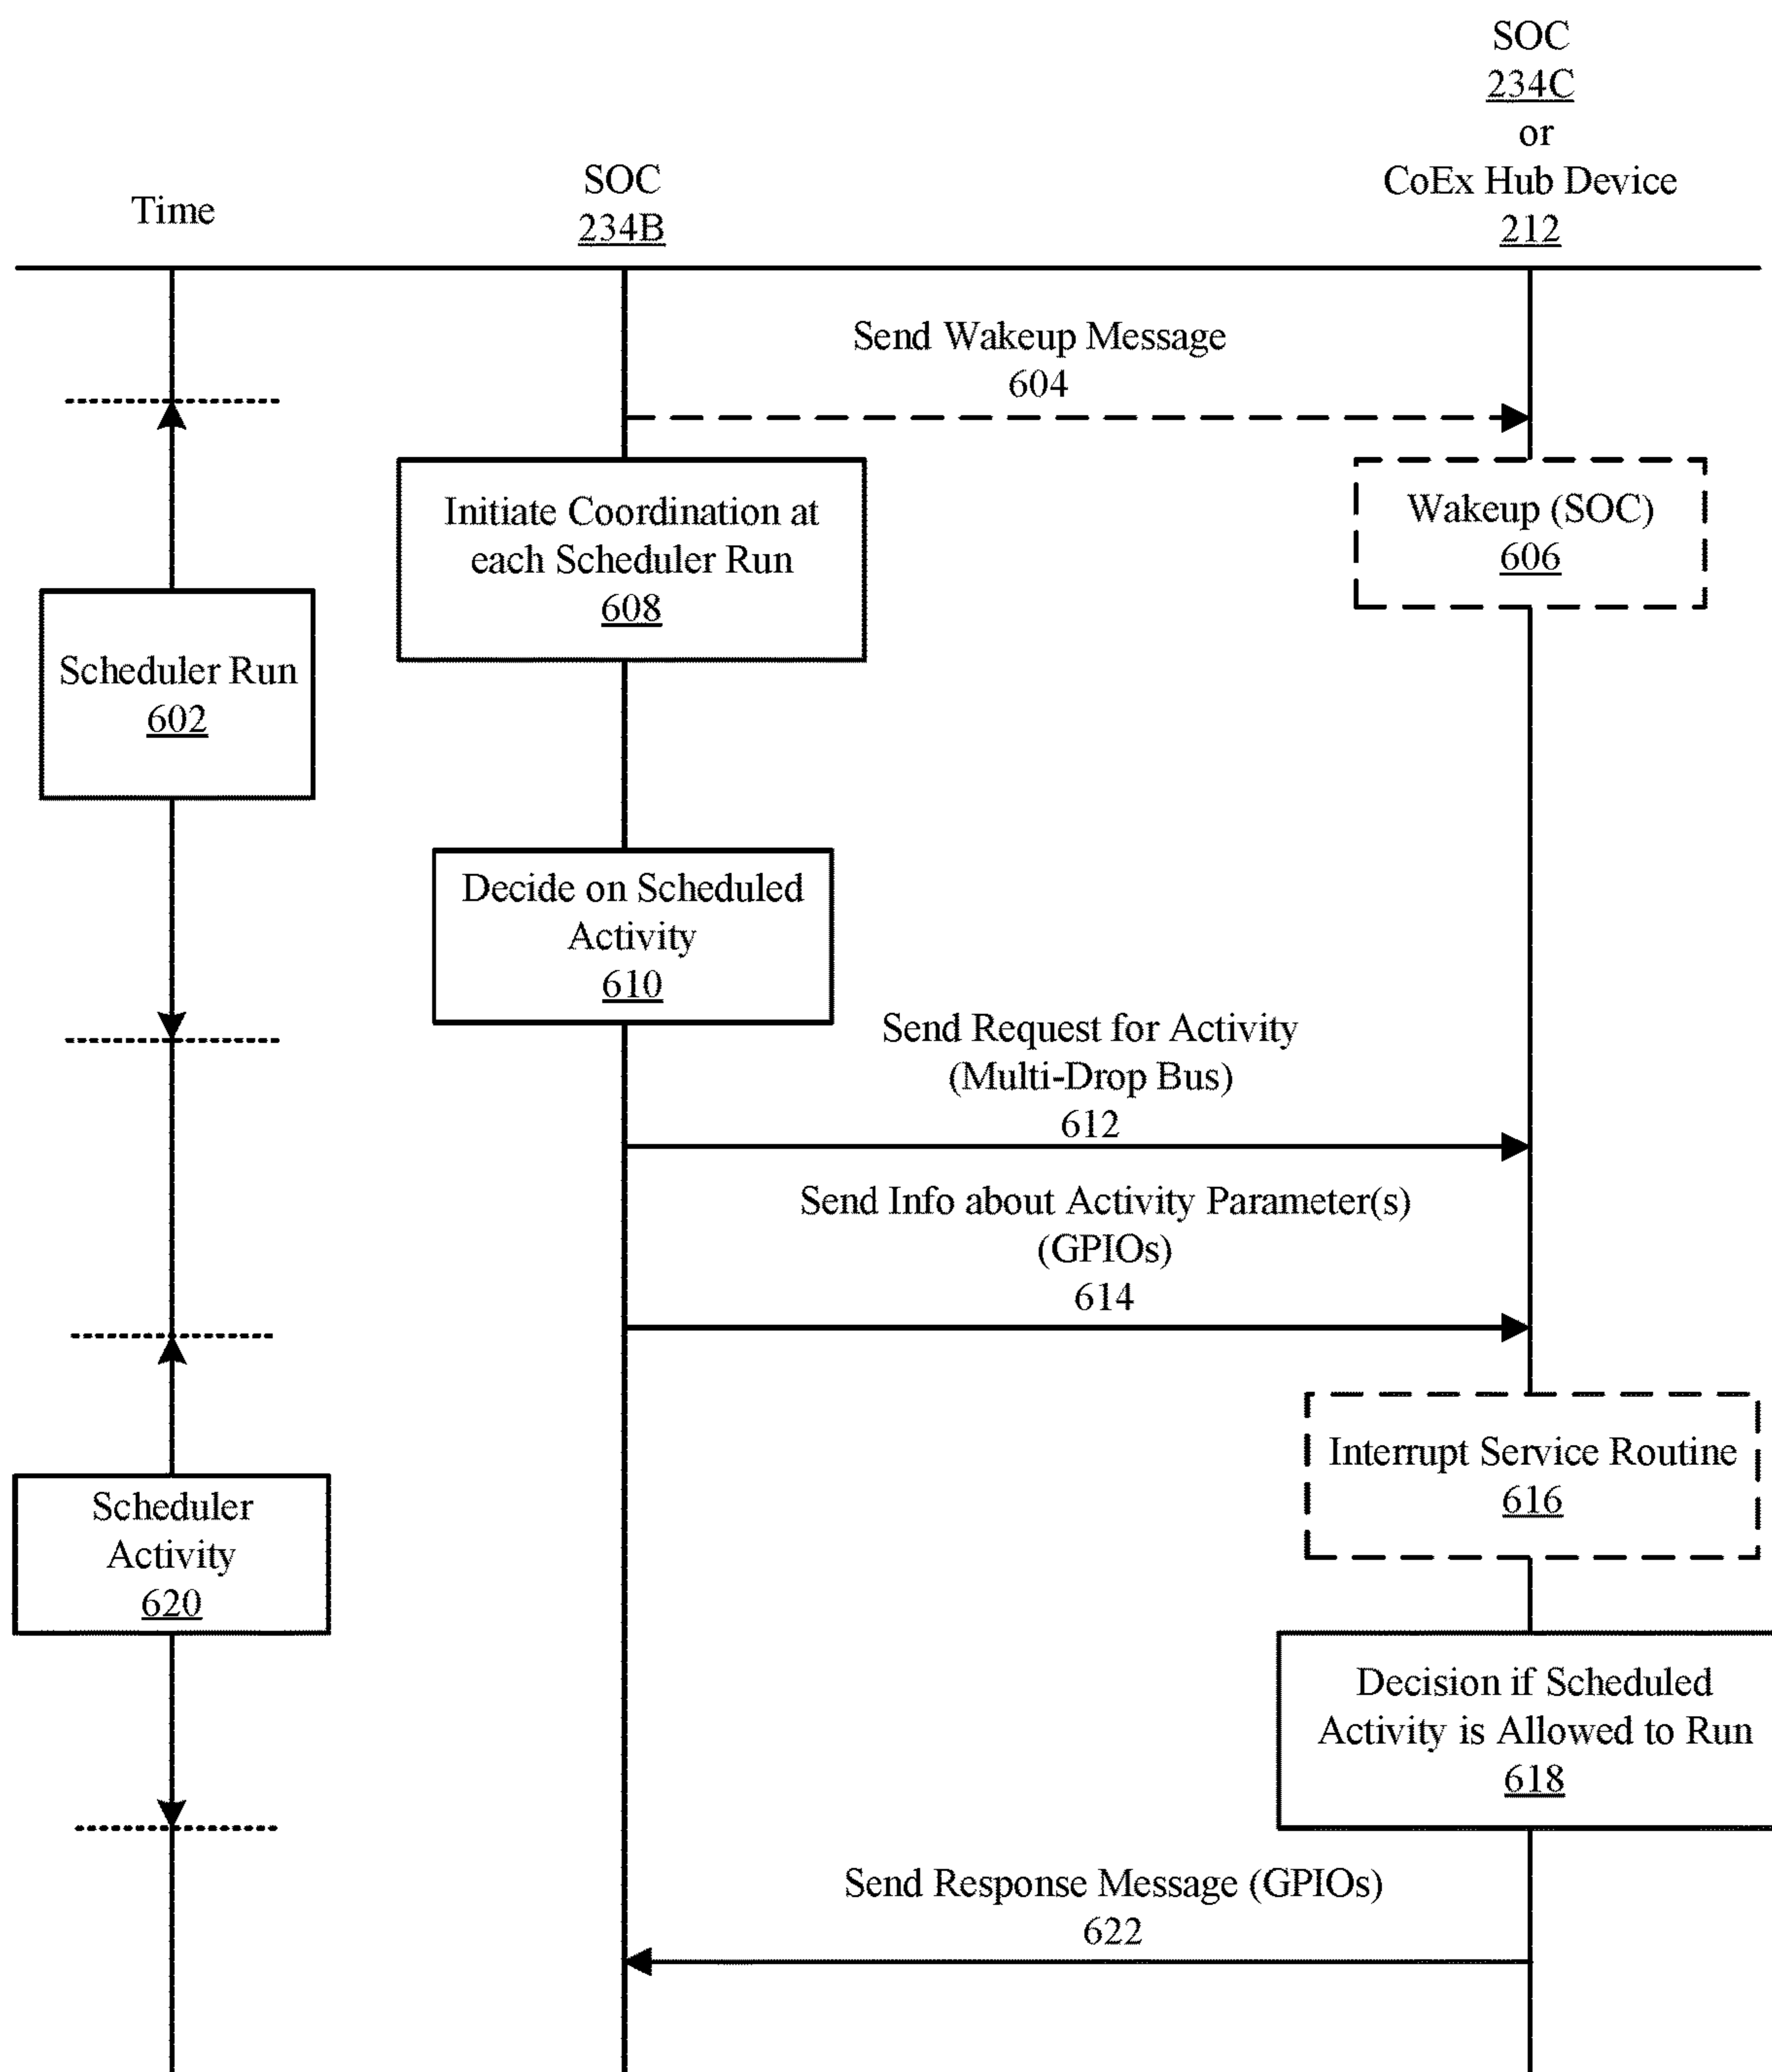 SOC
234C
or
CoEx Hub Device
212
SOC
234B
Time
Send Wakeup Message
604
Initiate Coordination at
each Scheduler Run
608
Wakeup (SOC)
606
Scheduler Run
602
Decide on Scheduled
Activity
610
Send Request for Activity
(Multi-Drop Bus)
612
Send Info about Activity Parameter(s)
(GPIOs)
614
Interrupt Service Routine
616
Scheduler
Activity
620
Decision if Scheduled
Activity is Allowed to Run
618
Send Response Message (GPIOs)
622